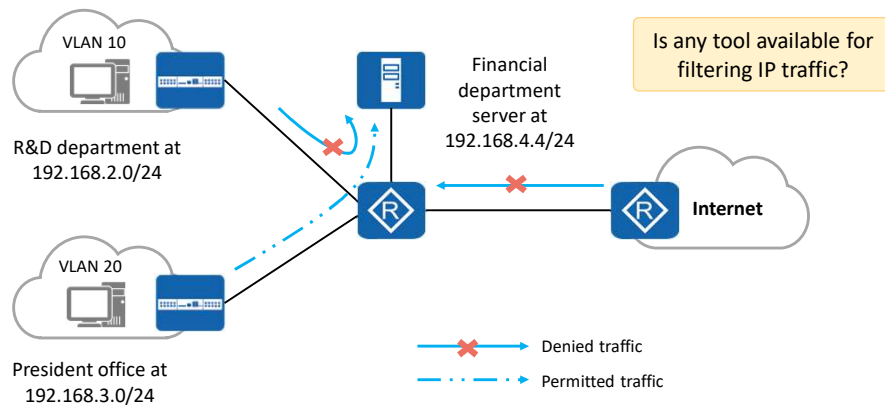 VLAN 10
R&D department at
192.168.2.0/24
Financial
department
server at
192.168.4.4/24
Is any tool available for
filtering IP traffic?
R
R
Internet
VLAN 20
President office at
192.168.3.0/24
Denied traffic
Permitted traffic